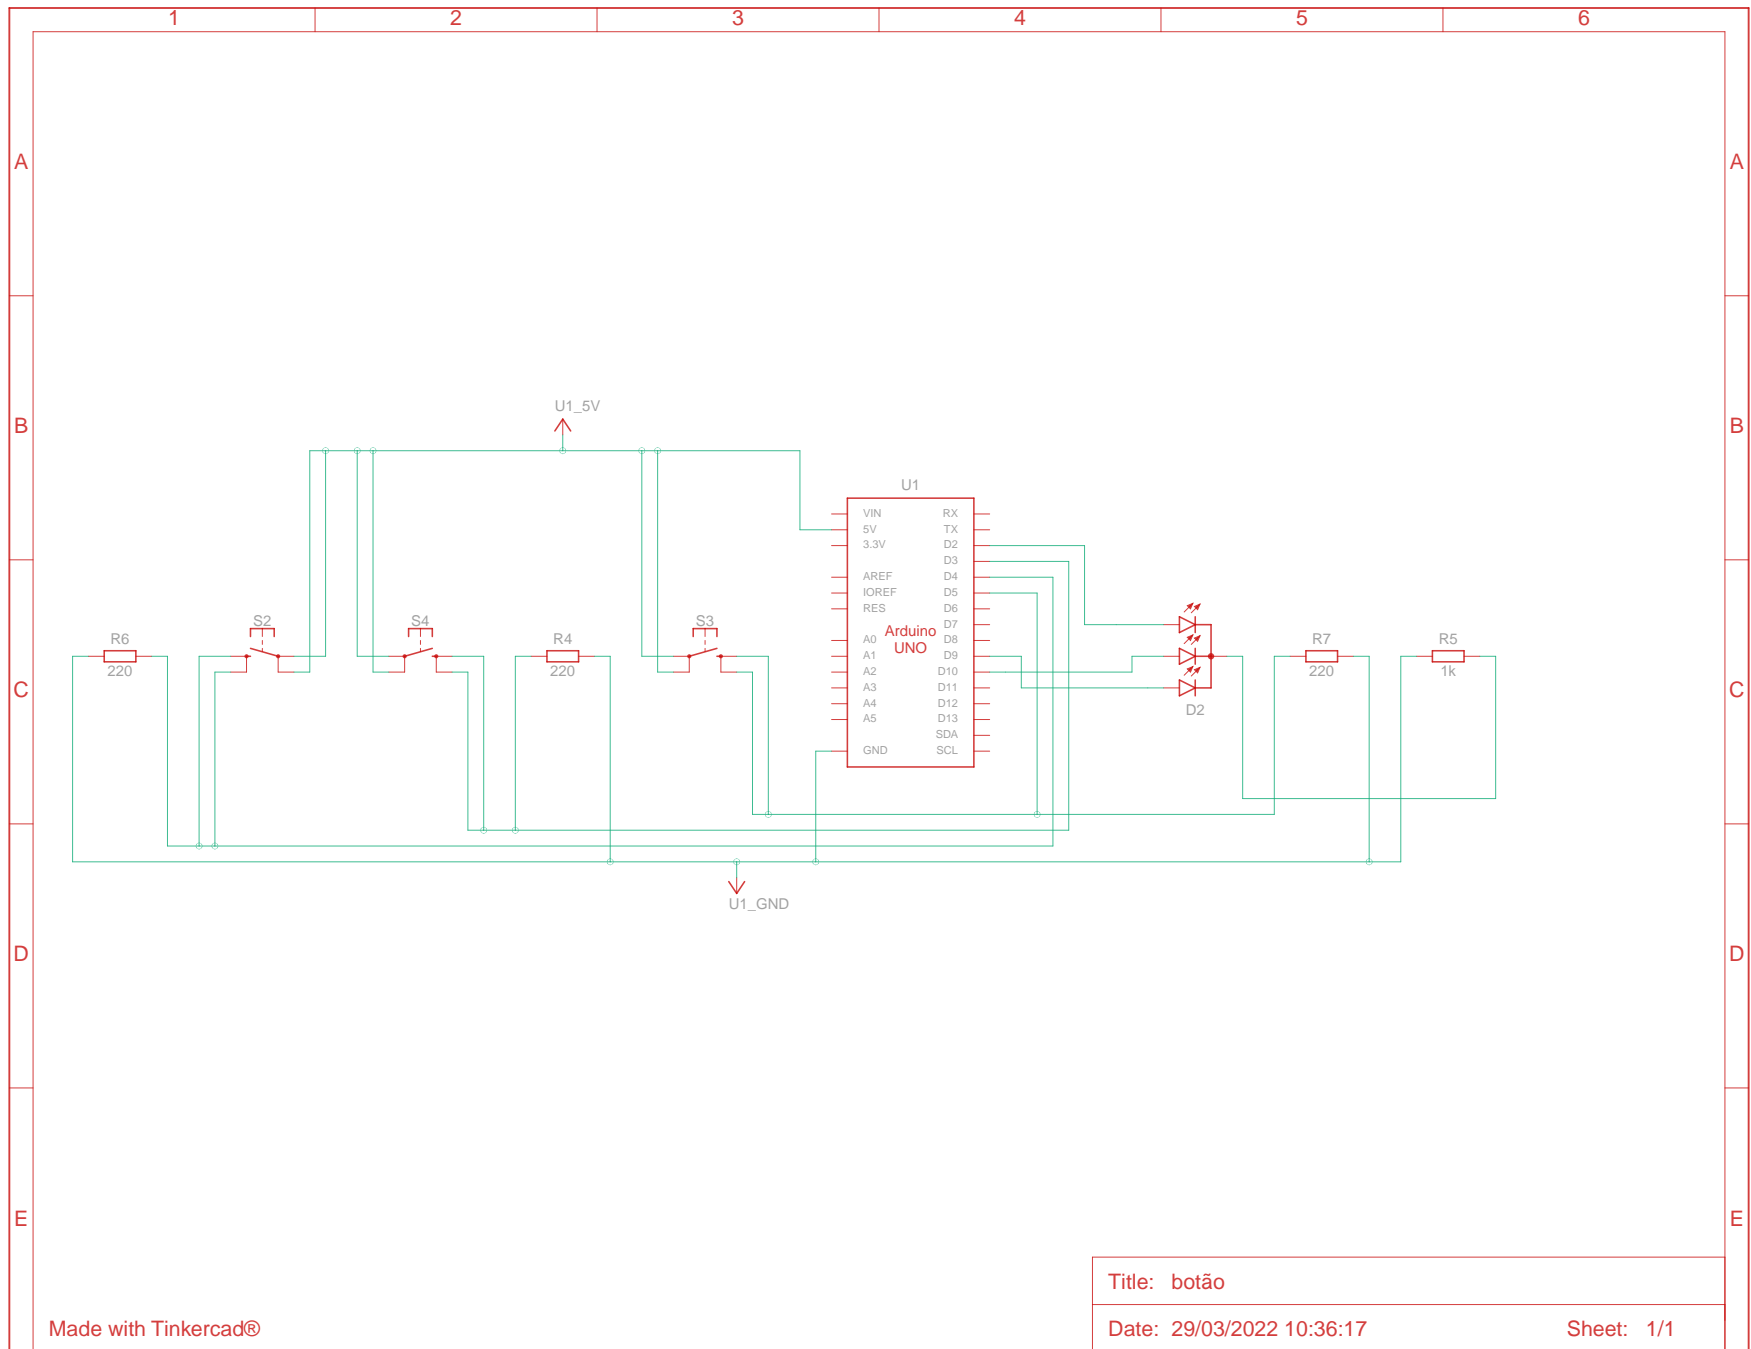 1 2 3 4 5 6
A A
B B
C C
D D
E E
U1_5V
U1
VIN RX
5V TX
3.3V D2
D3
AREF D4
IOREF D5
RES D6
D7
A0 Arduino D8
A1 UNO D9
A2 D10
A3 D11
A4 D12
A5 D13
SDA
GND SCL
R6
220
S2
S4
R4
220
S3
D2
R7
220
R5
1k
U1_GND
Title: botão
Made with Tinkercad®
Date: 29/03/2022 10:36:17 Sheet: 1/1